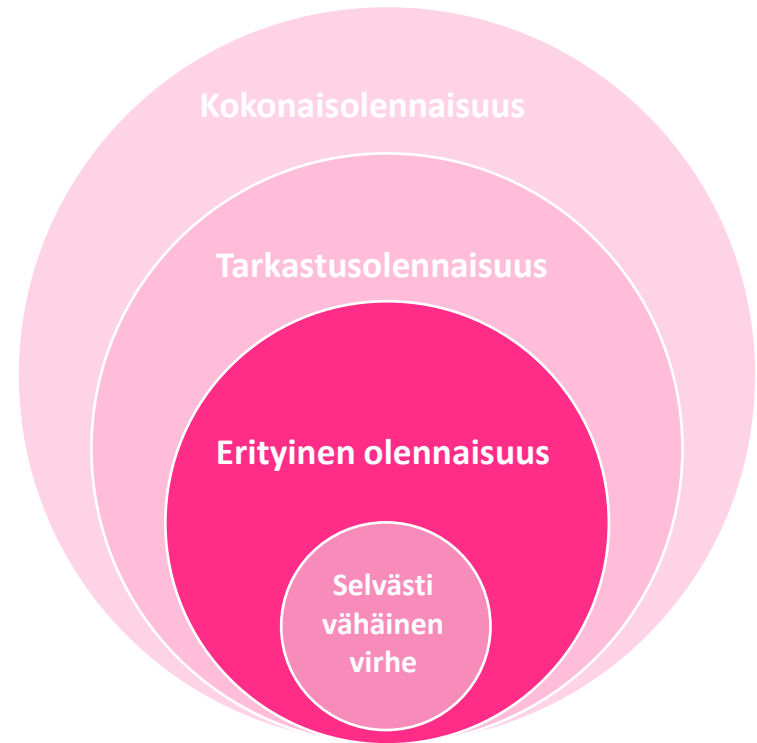 Kokonaisolennaisuus
Tarkastusolennaisuus
Erityinen olennaisuus
Selvästi
vähäinen
virhe